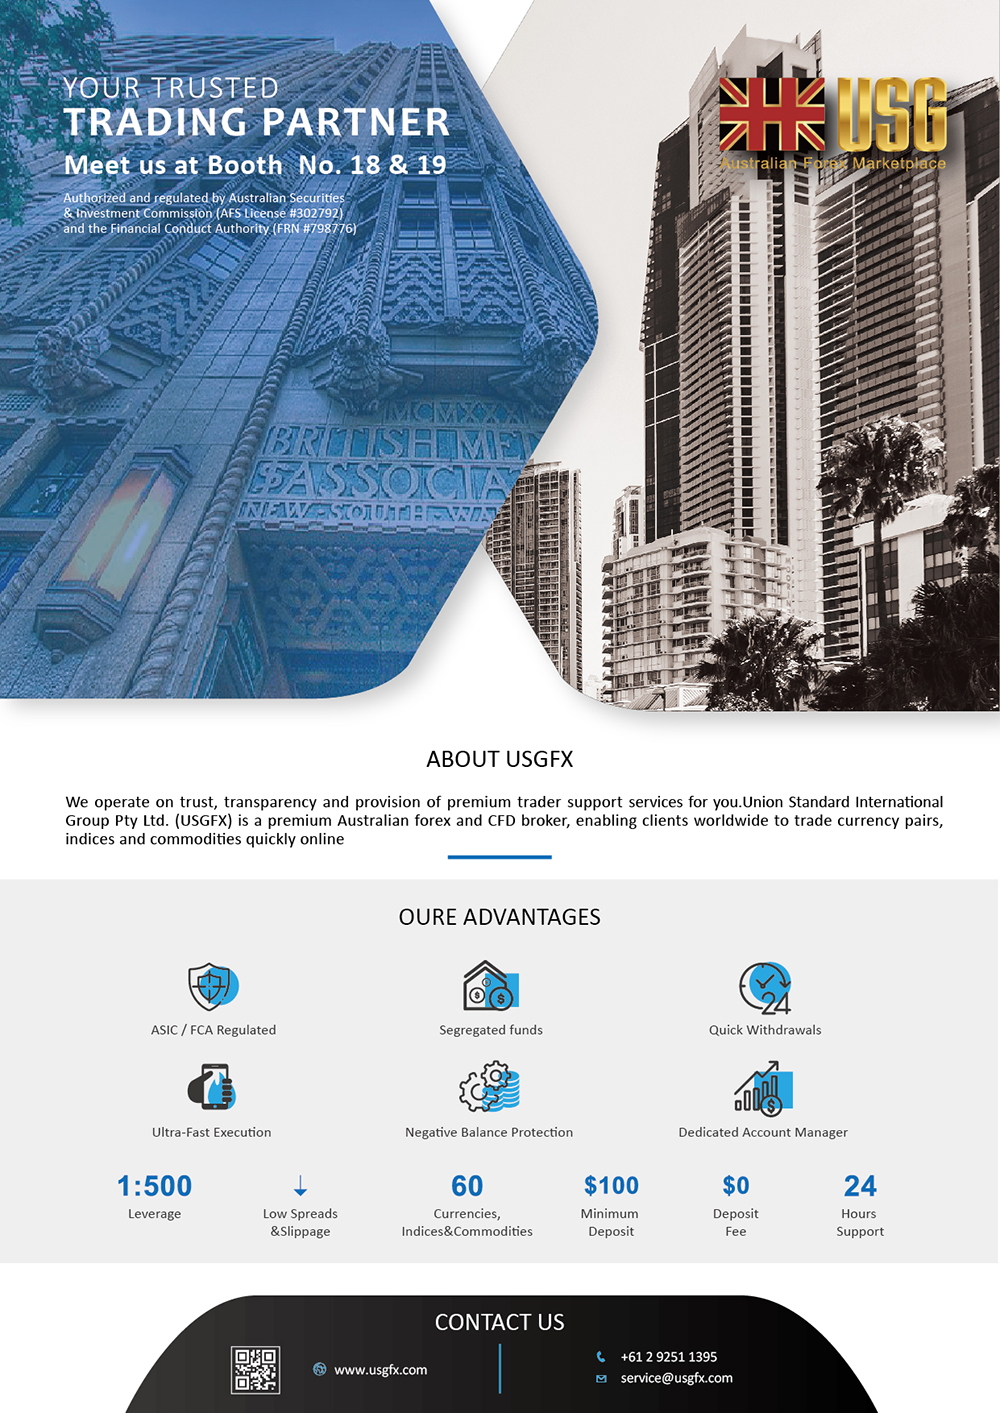 YOUR TRUSTED
TRADING PARTNER
Meet us at Booth No. 18 & 19
Authorized and regulated by Australian Securities
& Investment Commission (AFS License #302792)
and the Financial Conduct Authority (FRN #798776)
USG
Australian Forex Marketplace
MCMXXX
BRITISH ME
ASSOCIA
NEW SOUTH WA
ABOUT USGFX
We operate on trust, transparency and provision of premium trader support services for you.Union Standard International
Group Pty Ltd. (USGFX) is a premium Australian forex and CFD broker, enabling clients worldwide to trade currency pairs,
indices and commodities quickly online
OURE ADVANTAGES
24
ASIC / FCA Regulated
Segregated funds
Quick Withdrawals
Ultra-Fast Execution
Negative Balance Protection
Dedicated Account Manager
1:500
Leverage
Low Spreads
&Slippage
60
Currencies,
Indices&Commodities
$100
Minimum
Deposit
$0
Deposit
Fee
24
Hours
Support
CONTACT US
www.usgfx.com
+61 2 9251 1395
service@usgfx.com